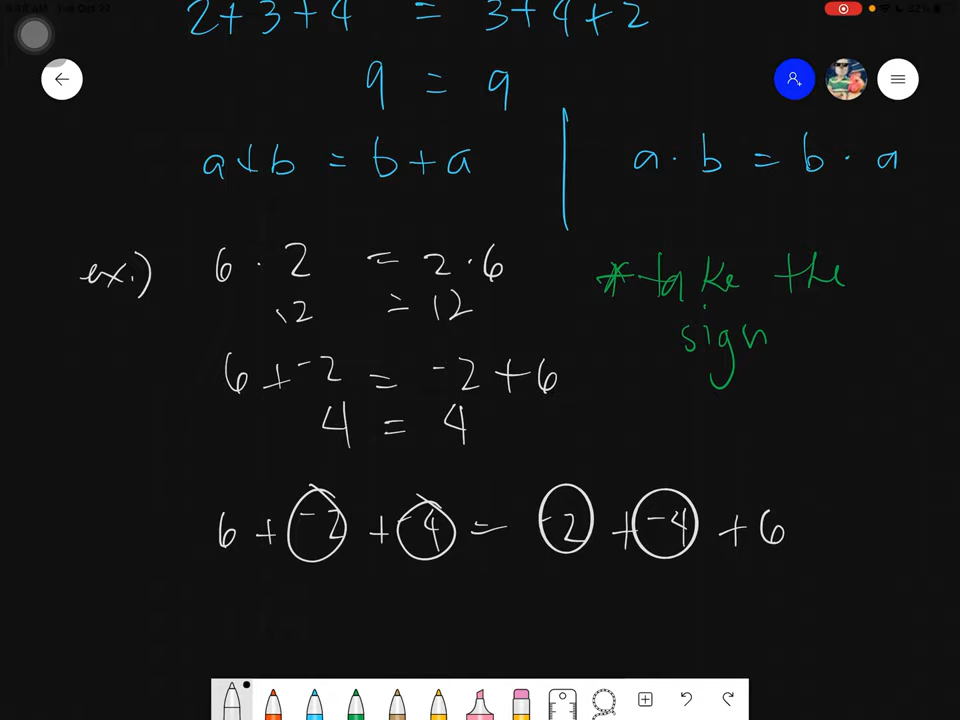 2+3+4 = 3+4+2
9 = 9
a+b = b+a
a · b = b · a
ex.) 6 · 2 = 2 · 6
12 = 12
6 + -2 = -2 + 6
4 = 4
* take the
sign
6 + -2 + -4 = -2 + -4 + 6